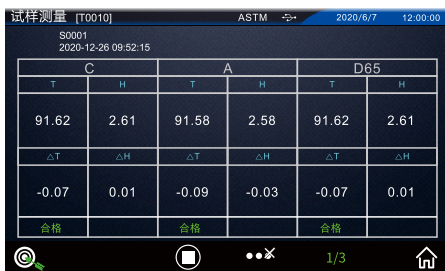 试样测量 [T0010] ASTM 2020/6/7 12:00:00
S0001
2020-12-26 09:52:15
C A D65
T H T H T H
91.62 2.61 91.58 2.58 91.62 2.61
△T △H △T △H △T △H
-0.07 0.01 -0.09 -0.03 -0.07 0.01
合格 合格 合格
1/3